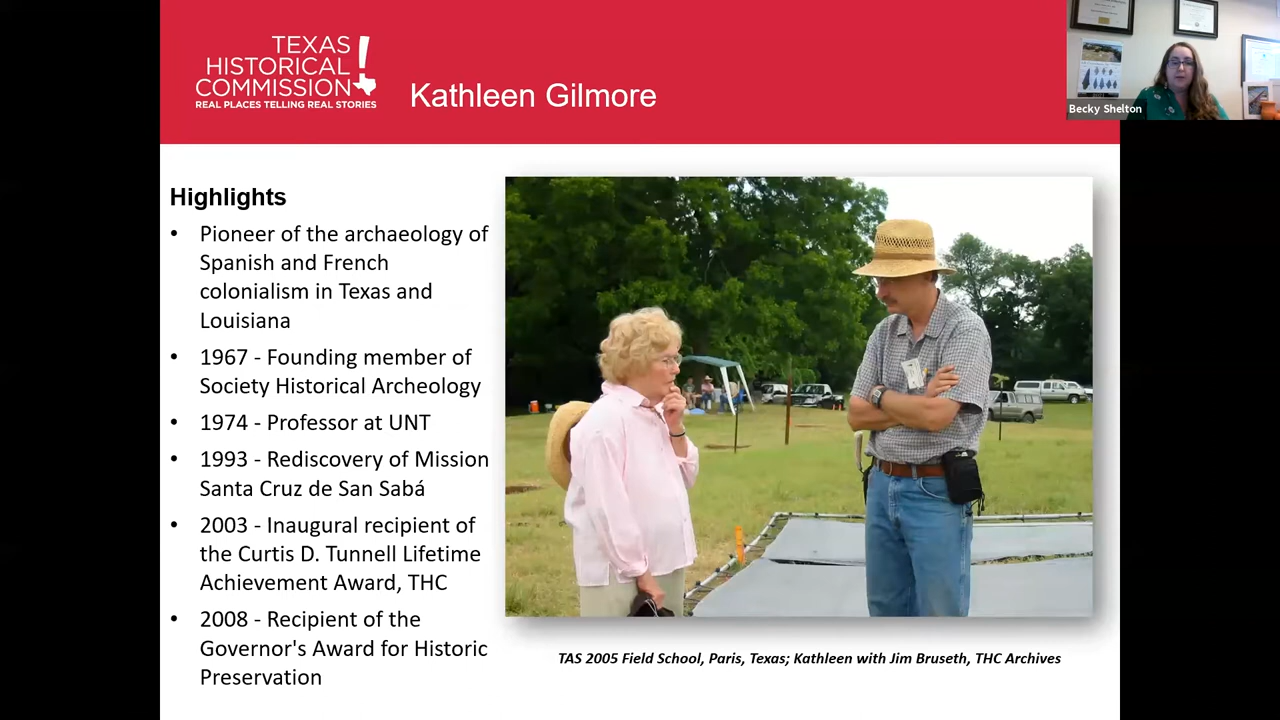 TEXAS
HISTORICAL
COMMISSION
REAL PLACES TELLING REAL STORIES
Kathleen Gilmore
Becky Shelton
Highlights
• Pioneer of the archaeology of
Spanish and French
colonialism in Texas and
Louisiana
• 1967 - Founding member of
Society Historical Archeology
• 1974 - Professor at UNT
• 1993 - Rediscovery of Mission
Santa Cruz de San Sabá
• 2003 - Inaugural recipient of
the Curtis D. Tunnell Lifetime
Achievement Award, THC
• 2008 - Recipient of the
Governor's Award for Historic
Preservation
TAS 2005 Field School, Paris, Texas; Kathleen with Jim Bruseth, THC Archives